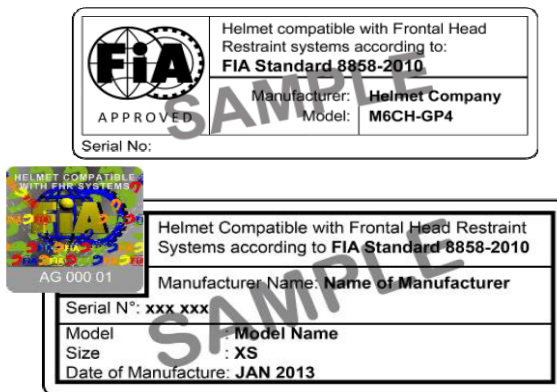 FiA
APPROVED
Helmet compatible with Frontal Head
Restraint systems according to:
FIA Standard 8858-2010
Manufacturer: Helmet Company
Model: M6CH-GP4
Serial No:
SAMPLE
HELMET COMPATIBLE
WITH FHR SYSTEMS
FiA
AG 000 01
Helmet Compatible with Frontal Head Restraint
Systems according to FIA Standard 8858-2010
Manufacturer Name: Name of Manufacturer
Serial N°: xxx xxx
Model : Model Name
Size : XS
Date of Manufacture: JAN 2013
SAMPLE